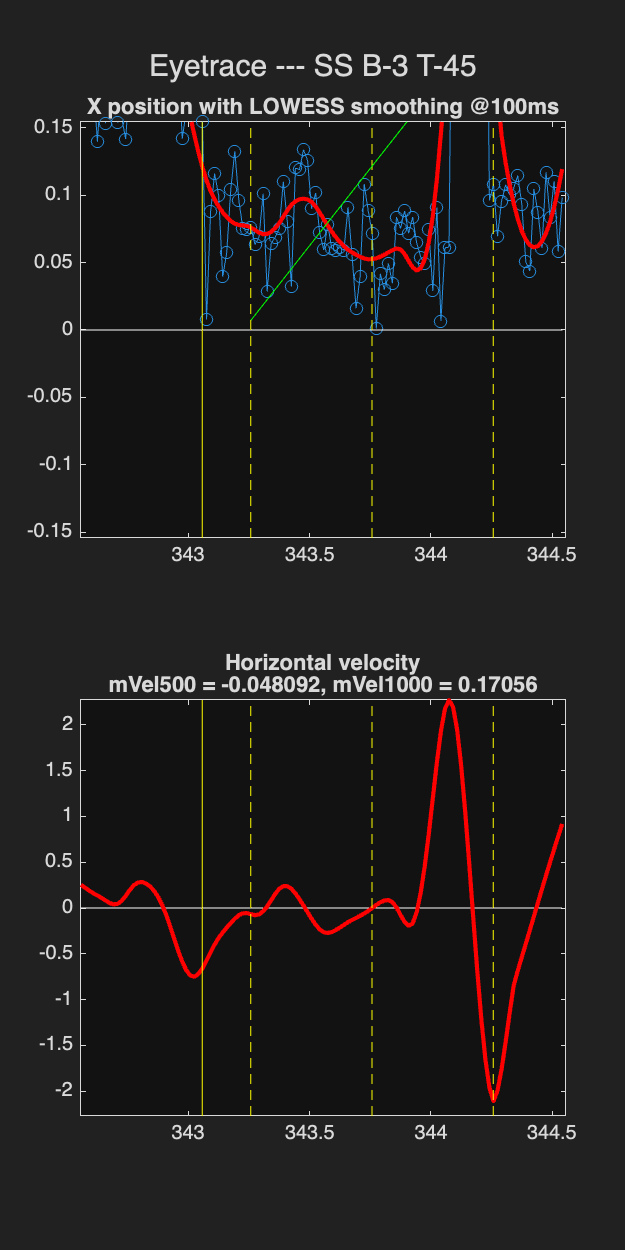 Eyetrace --- SS B-3 T-45
X position with LOWESS smoothing @100ms
0.15
0.1
0.05
0
-0.05
-0.1
-0.15
343 343.5 344 344.5
Horizontal velocity
mVel500 = -0.048092, mVel1000 = 0.17056
2
1.5
1
0.5
0
-0.5
-1
-1.5
-2
343 343.5 344 344.5